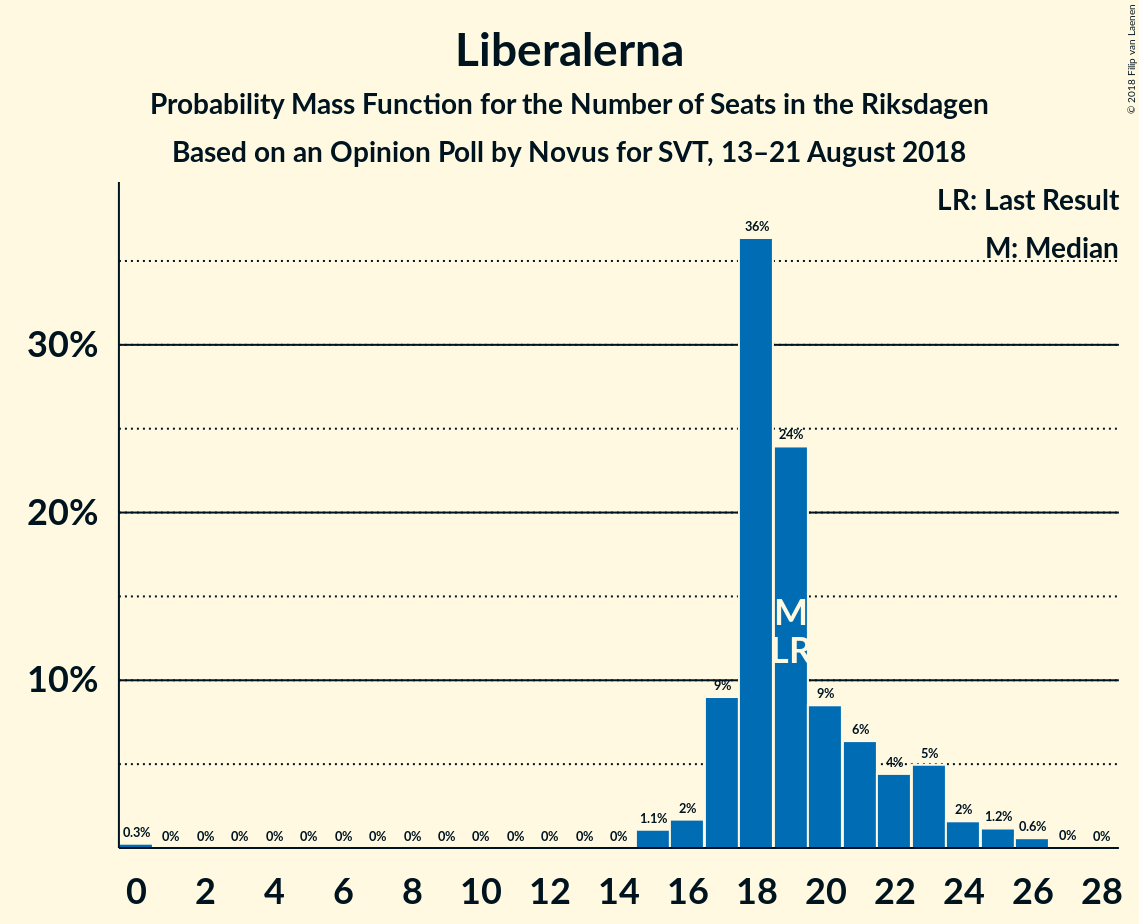 Liberalerna
Probability Mass Function for the Number of Seats in the Riksdagen
Based on an Opinion Poll by Novus for SVT, 13–21 August 2018
© 2018 Filip van Laenen
LR: Last Result
M: Median
30%
20%
10%
0.3% 0% 0% 0% 0% 0% 0% 0% 0% 0% 0% 0% 0% 0% 0% 1.1% 2% 9% 36% 24% 9% 6% 4% 5% 2% 1.2% 0.6% 0% 0%
M
LR
0 2 4 6 8 10 12 14 16 18 20 22 24 26 28